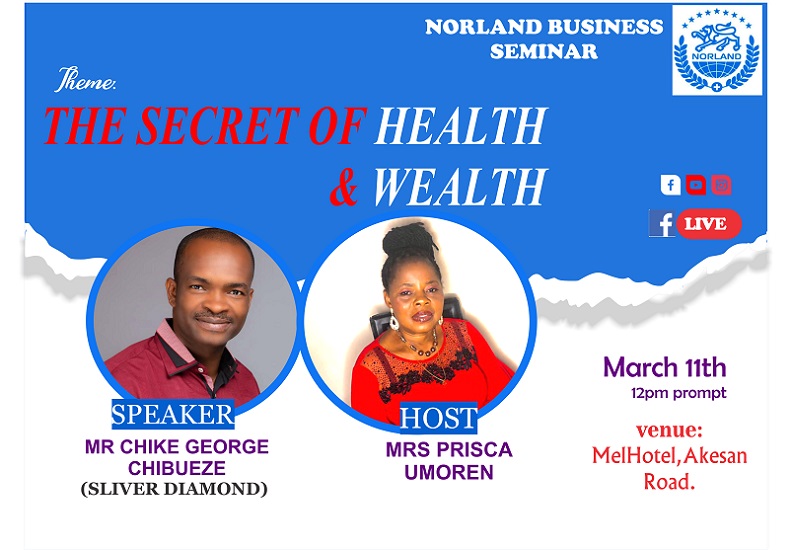 NORLAND BUSINESS
SEMINAR
NORLAND
Theme:
THE SECRET OF HEALTH
& WEALTH
f
f LIVE
SPEAKER
MR CHIKE GEORGE
CHIBUEZE
(SLIVER DIAMOND)
HOST
MRS PRISCA
UMOREN
March 11th
12pm prompt
venue:
MelHotel,Akesan
Road.